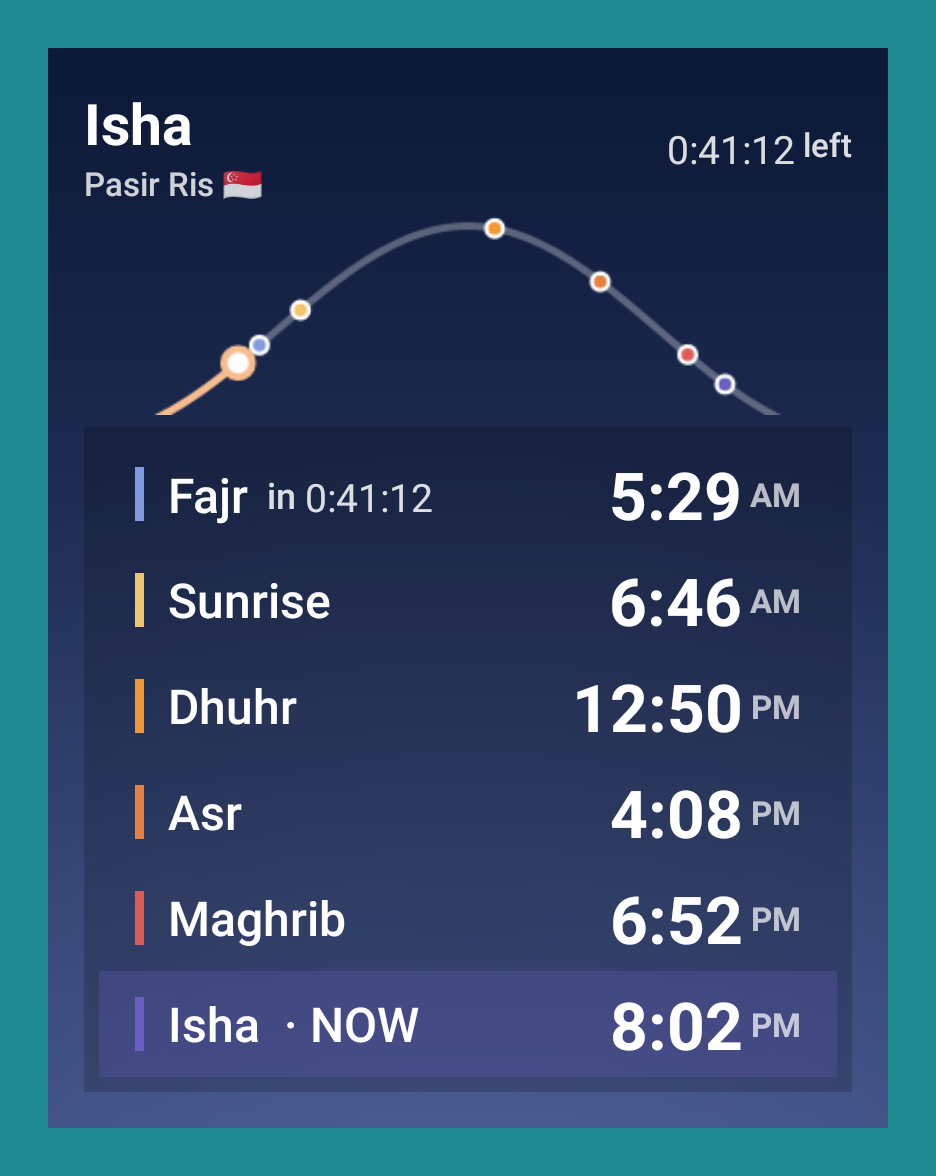 Isha
0:41:12 left
Pasir Ris 🇸🇬
Fajr in 0:41:12 5:29 AM
Sunrise 6:46 AM
Dhuhr 12:50 PM
Asr 4:08 PM
Maghrib 6:52 PM
Isha · NOW 8:02 PM